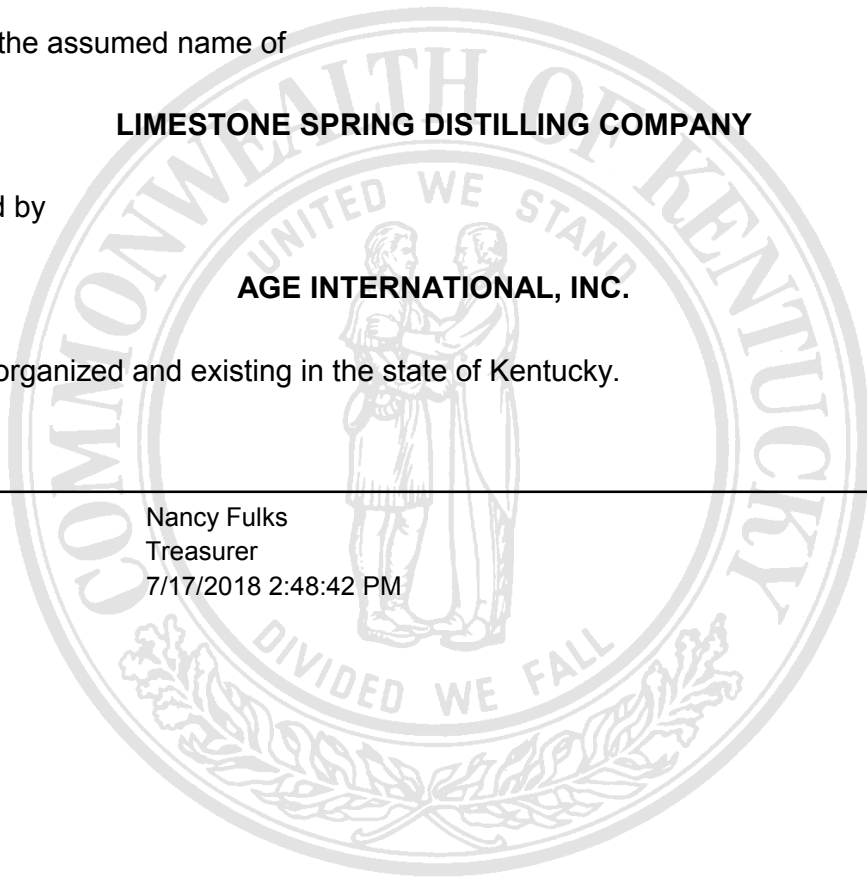 the assumed name of
LIMESTONE SPRING DISTILLING COMPANY
d by
AGE INTERNATIONAL, INC.
organized and existing in the state of Kentucky.
Nancy Fulks
Treasurer
7/17/2018 2:48:42 PM
COMMONWEALTH OF KENTUCKY
UNITED WE STAND
DIVIDED WE FALL